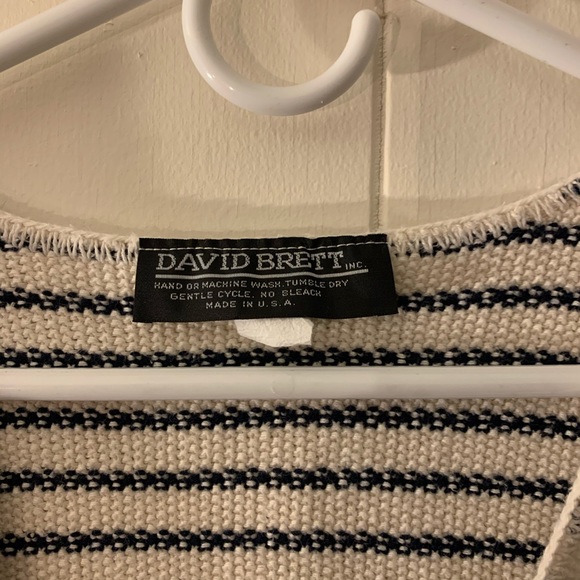 DAVID BRETT INC.
HAND OR MACHINE WASH. TUMBLE DRY
GENTLE CYCLE, NO BLEACH
MADE IN U.S.A.